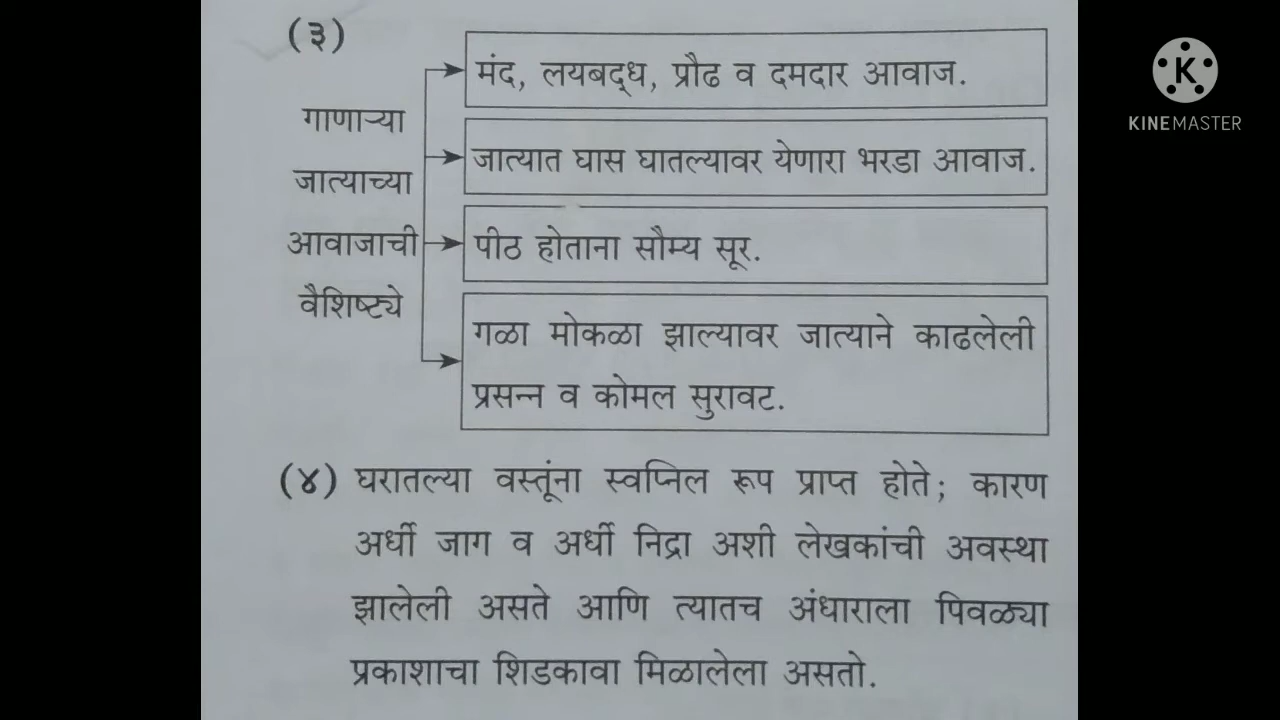 (३)
मंद, लयबद्ध, प्रौढ व दमदार आवाज.
गाणाऱ्या
जात्याच्या
आवाजाची
वैशिष्ट्ये
जात्यात घास घातल्यावर येणारा भरडा आवाज.
पीठ होताना सौम्य सूर.
गळा मोकळा झाल्यावर जात्याने काढलेली
प्रसन्न व कोमल सुरावट.
(४) घरातल्या वस्तूंना स्वप्निल रूप प्राप्त होते; कारण
अर्धी जाग व अर्धी निद्रा अशी लेखकांची अवस्था
झालेली असते आणि त्यातच अंधाराला पिवळ्या
प्रकाशाचा शिडकावा मिळालेला असतो.
K
KINEMASTER